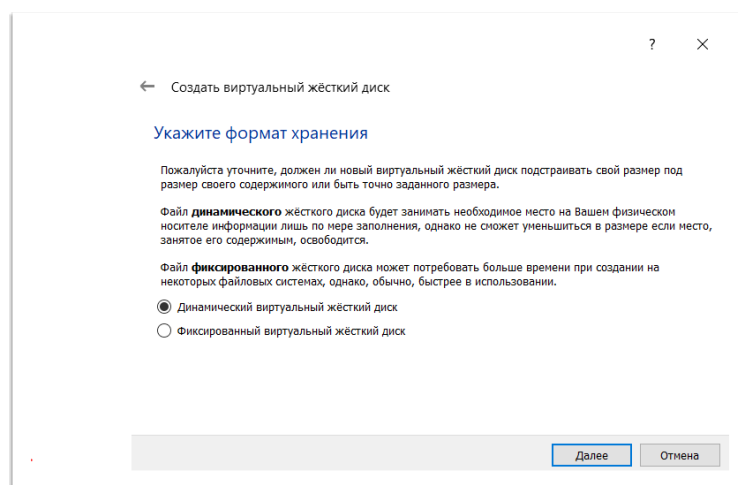 ?
← Создать виртуальный жёсткий диск
Укажите формат хранения
Пожалуйста уточните, должен ли новый виртуальный жёсткий диск подстраивать свой размер под
размер своего содержимого или быть точно заданного размера.
Файл динамического жёсткого диска будет занимать необходимое место на Вашем физическом
носителе информации лишь по мере заполнения, однако не сможет уменьшиться в размере если место,
занятое его содержимым, освободится.
Файл фиксированного жёсткого диска может потребовать больше времени при создании на
некоторых файловых системах, однако, обычно, быстрее в использовании.
Динамический виртуальный жёсткий диск
Фиксированный виртуальный жёсткий диск
Далее Отмена